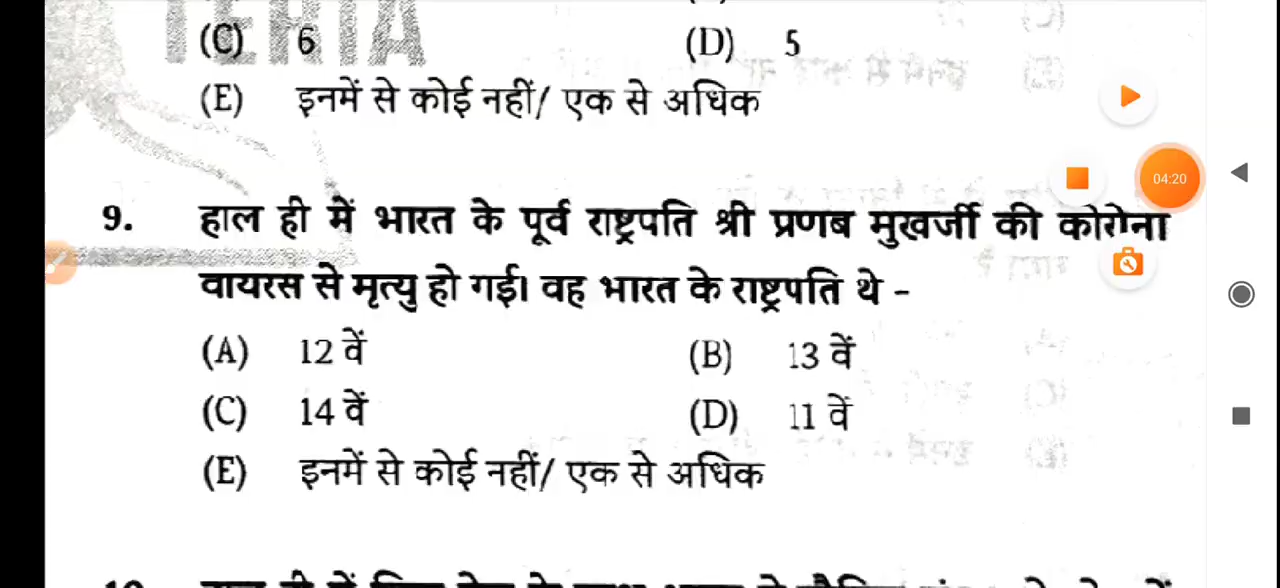 TERIA
(C) 6 (D) 5
(E) इनमें से कोई नहीं/ एक से अधिक
04:20
9. हाल ही में भारत के पूर्व राष्ट्रपति श्री प्रणब मुखर्जी की कोरोना
वायरस से मृत्यु हो गई। वह भारत के राष्ट्रपति थे -
(A) 12 वें (B) 13 वें
(C) 14 वें (D) 11 वें
(E) इनमें से कोई नहीं/ एक से अधिक